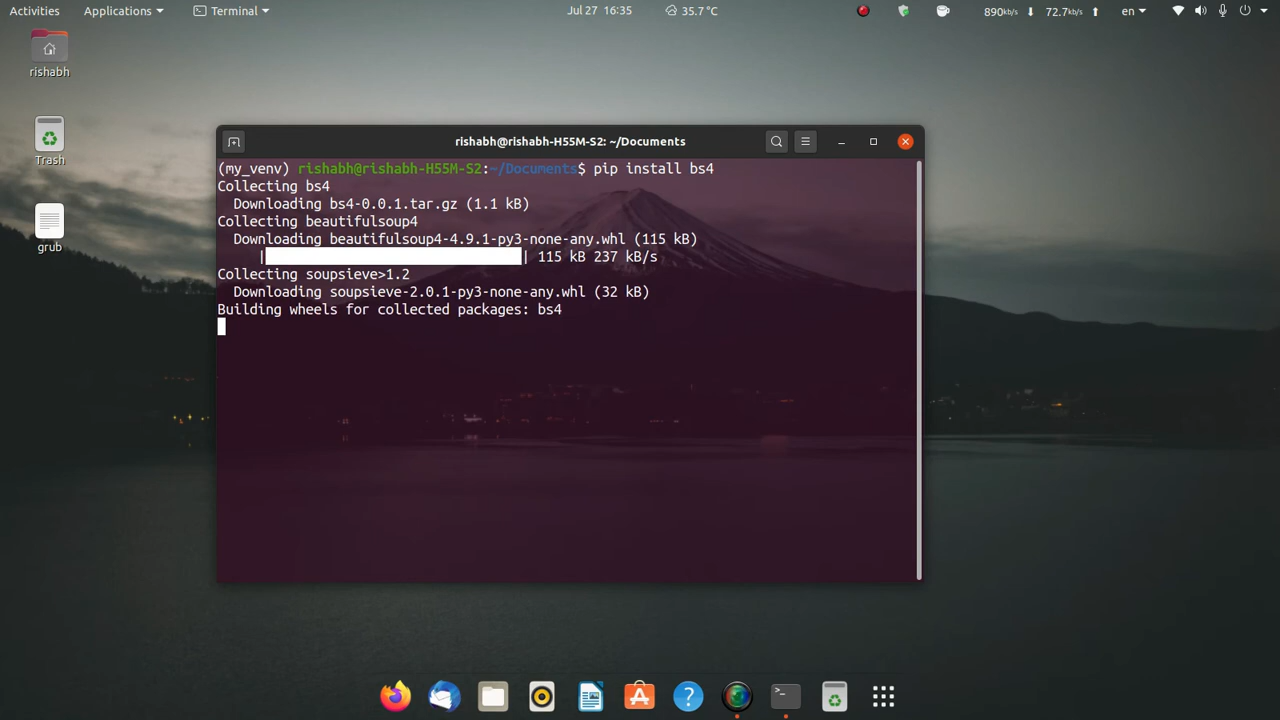 Activities Applications Terminal Jul 27 16:35 35.7 °C 890kb/s 72.7kb/s en
rishabh
Trash
grub
rishabh@rishabh-H55M-S2: ~/Documents
(my_venv) rishabh@rishabh-H55M-S2:~/Documents$ pip install bs4
Collecting bs4
Downloading bs4-0.0.1.tar.gz (1.1 kB)
Collecting beautifulsoup4
Downloading beautifulsoup4-4.9.1-py3-none-any.whl (115 kB)
| | 115 kB 237 kB/s
Collecting soupsieve>1.2
Downloading soupsieve-2.0.1-py3-none-any.whl (32 kB)
Building wheels for collected packages: bs4